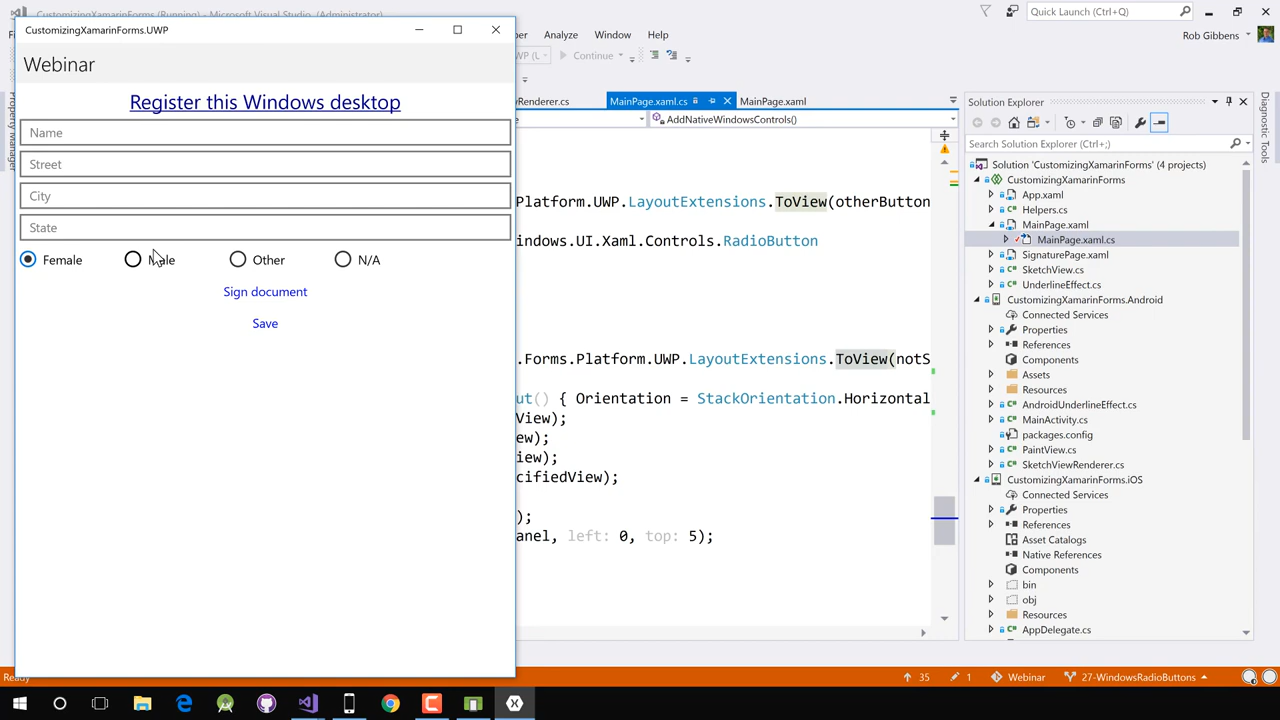 CustomizingXamarinForms (Running) - Microsoft Visual Studio (Administrator)
Quick Launch (Ctrl+Q)
CustomizingXamarinForms.UWP
Analyze Window Help
Rob Gibbens
Continue
Webinar
Register this Windows desktop
Name
Street
City
State
Female
Other
N/A
Sign document
Save
Renderer.cs
MainPage.xaml.cs
MainPage.xaml
AddNativeWindowsControls()
Platform.UWP.LayoutExtensions.ToView(otherButton
ndows.UI.Xaml.Controls.RadioButton
.Forms.Platform.UWP.LayoutExtensions.ToView(notS
ut() { Orientation = StackOrientation.Horizontal
View);
ew);
iew);
cifiedView);
);
anel, left: 0, top: 5);
Solution Explorer
Search Solution Explorer (Ctrl+;)
Solution 'CustomizingXamarinForms' (4 projects)
CustomizingXamarinForms
App.xaml
Helpers.cs
MainPage.xaml
MainPage.xaml.cs
SignaturePage.xaml
SketchView.cs
UnderlineEffect.cs
CustomizingXamarinForms.Android
Connected Services
Properties
References
Components
Assets
Resources
AndroidUnderlineEffect.cs
MainActivity.cs
packages.config
PaintView.cs
SketchViewRenderer.cs
CustomizingXamarinForms.iOS
Connected Services
Properties
References
Asset Catalogs
Native References
Components
bin
obj
Resources
AppDelegate.cs
Diagnostic Tools
Property Manager
Ready
35
1
Webinar
27-WindowsRadioButtons